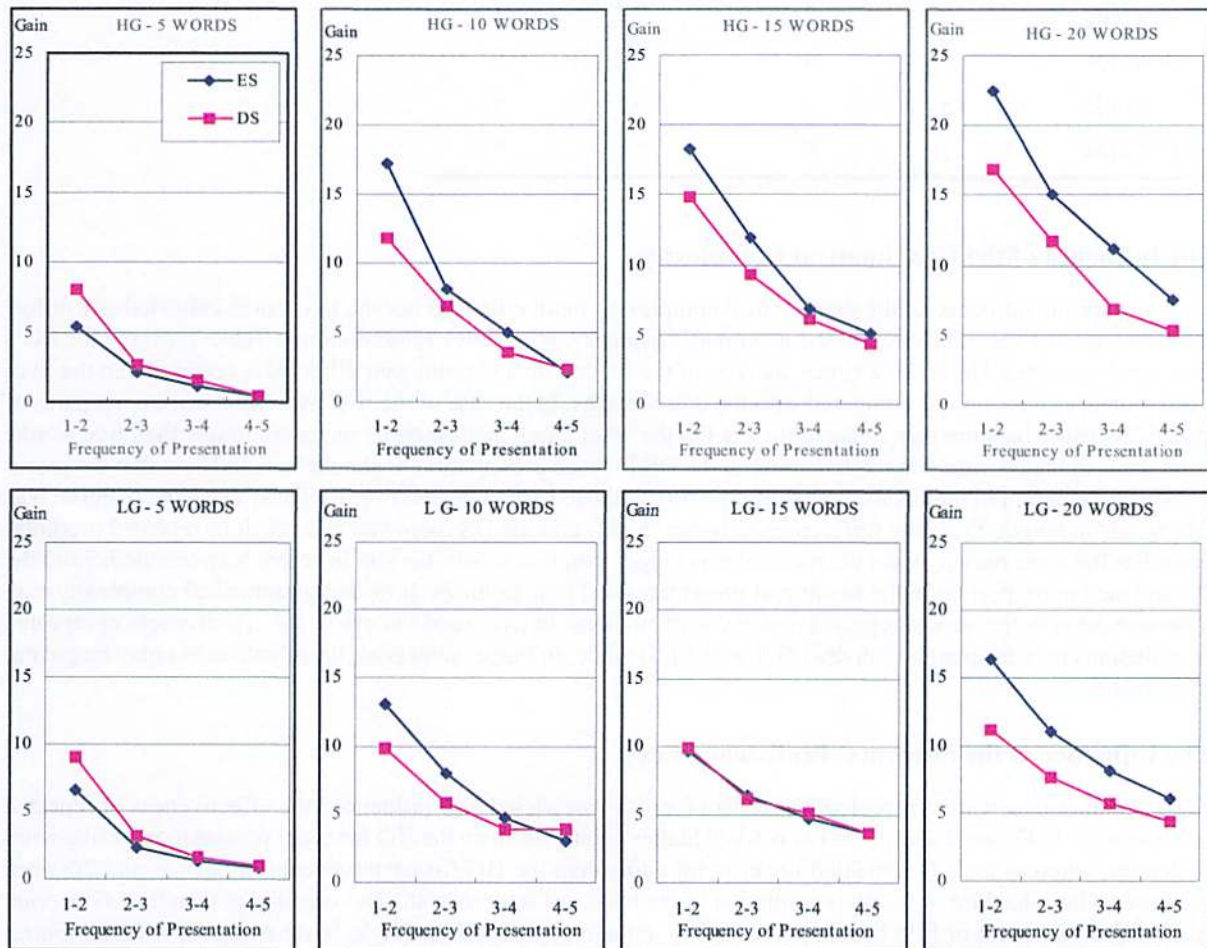 HG - 5 WORDS
Gain
25
20
15
10
5
0
ES
DS
1-2 2-3 3-4 4-5
Frequency of Presentation
HG - 10 WORDS
Gain
25
20
15
10
5
0
1-2 2-3 3-4 4-5
Frequency of Presentation
HG - 15 WORDS
Gain
25
20
15
10
5
0
1-2 2-3 3-4 4-5
Frequency of Presentation
HG - 20 WORDS
Gain
25
20
15
10
5
0
1-2 2-3 3-4 4-5
Frequency of Presentation
LG - 5 WORDS
Gain
25
20
15
10
5
0
1-2 2-3 3-4 4-5
Frequency of Presentation
L G - 10 WORDS
Gain
25
20
15
10
5
0
1-2 2-3 3-4 4-5
Frequency of Presentation
LG - 15 WORDS
Gain
25
20
15
10
5
0
1-2 2-3 3-4 4-5
Frequency of Presentation
LG - 20 WORDS
Gain
25
20
15
10
5
0
1-2 2-3 3-4 4-5
Frequency of Presentation